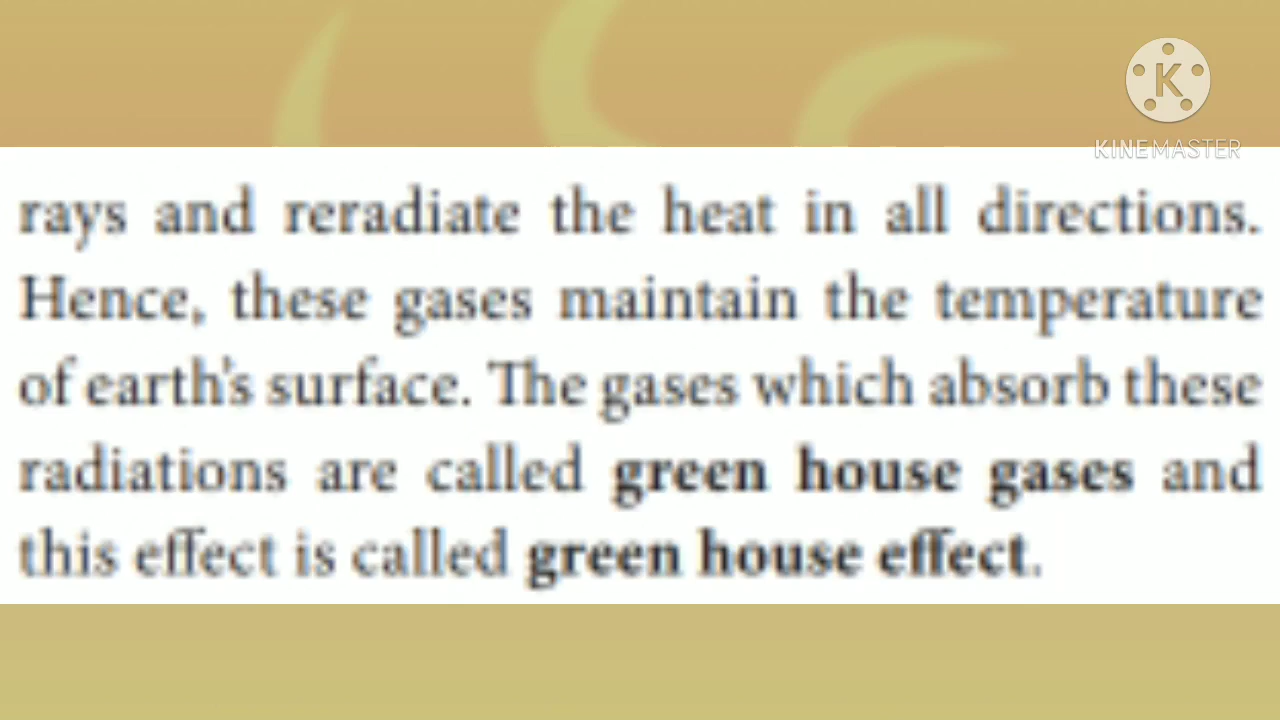 K
KINEMASTER
rays and reradiate the heat in all directions.
Hence, these gases maintain the temperature
of earth's surface. The gases which absorb these
radiations are called green house gases and
this effect is called green house effect.